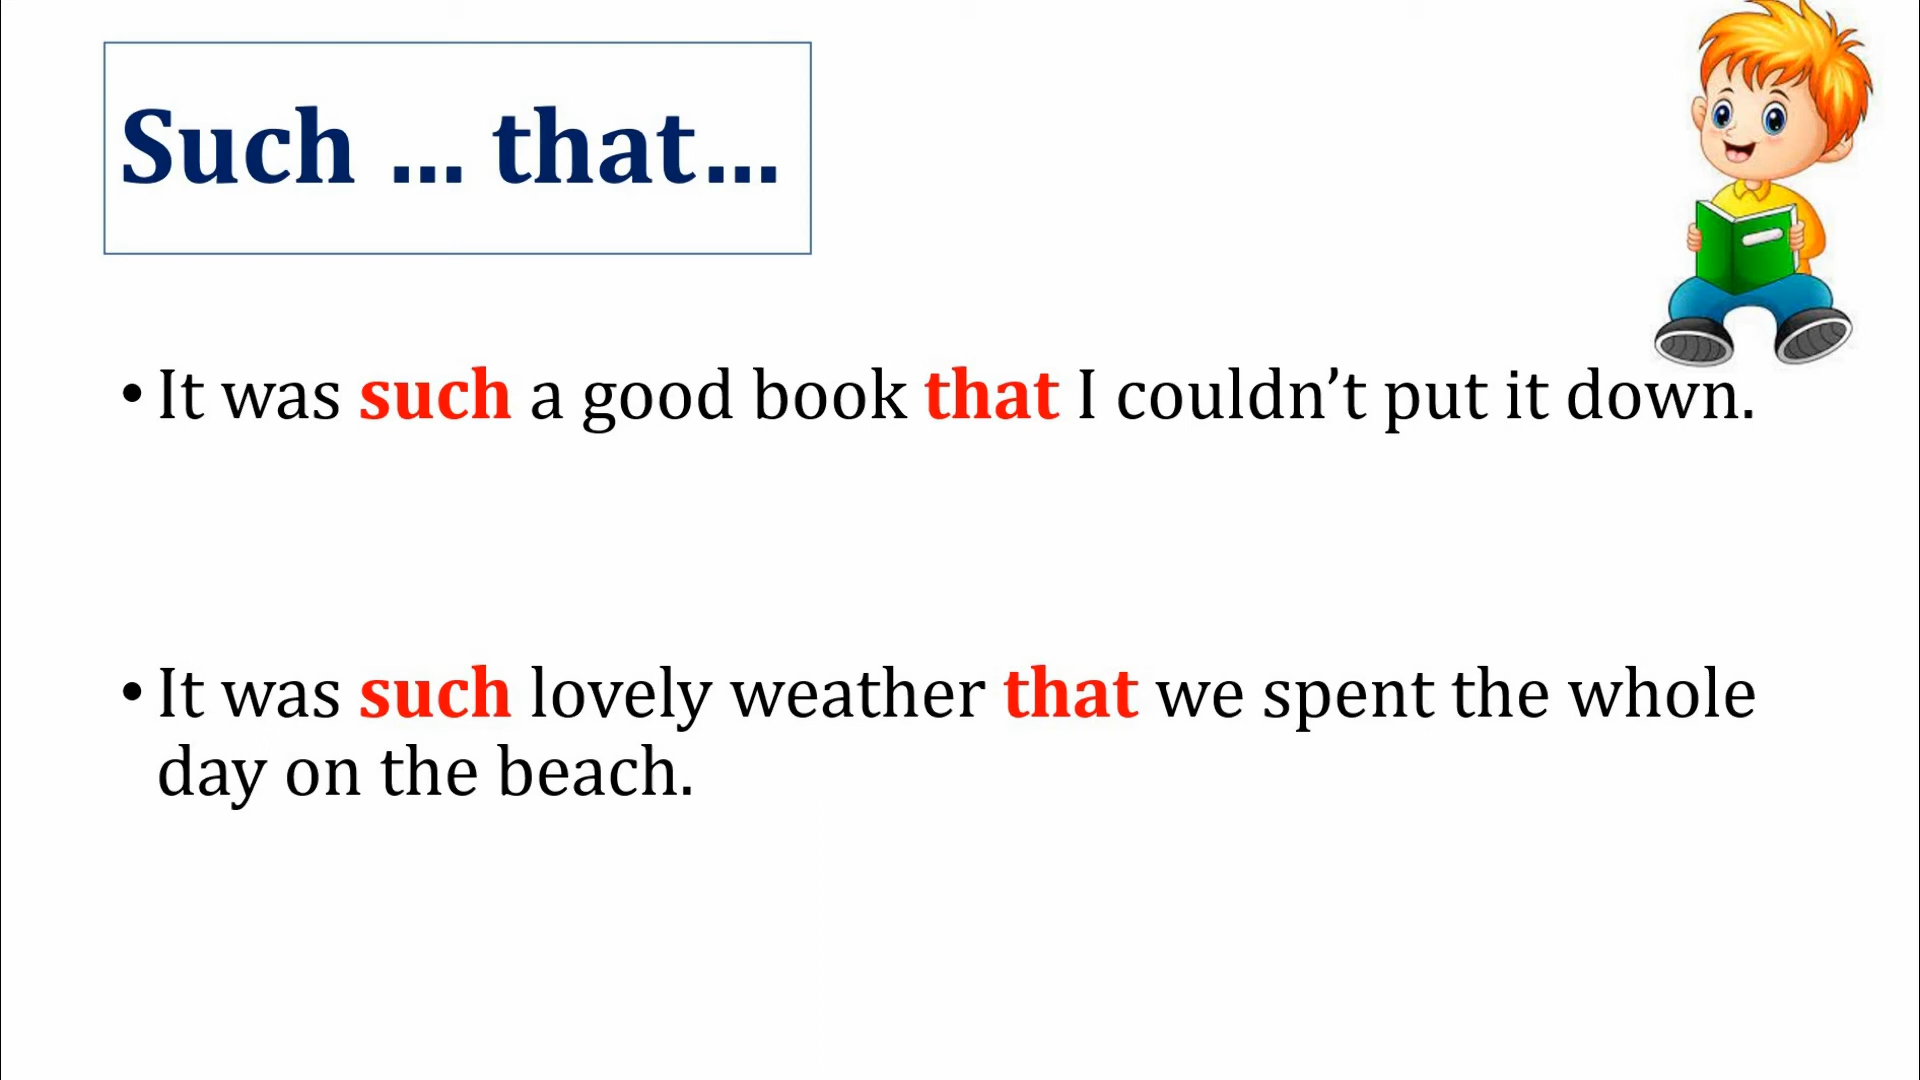 Such … that…
• It was such a good book that I couldn’t put it down.
• It was such lovely weather that we spent the whole
day on the beach.